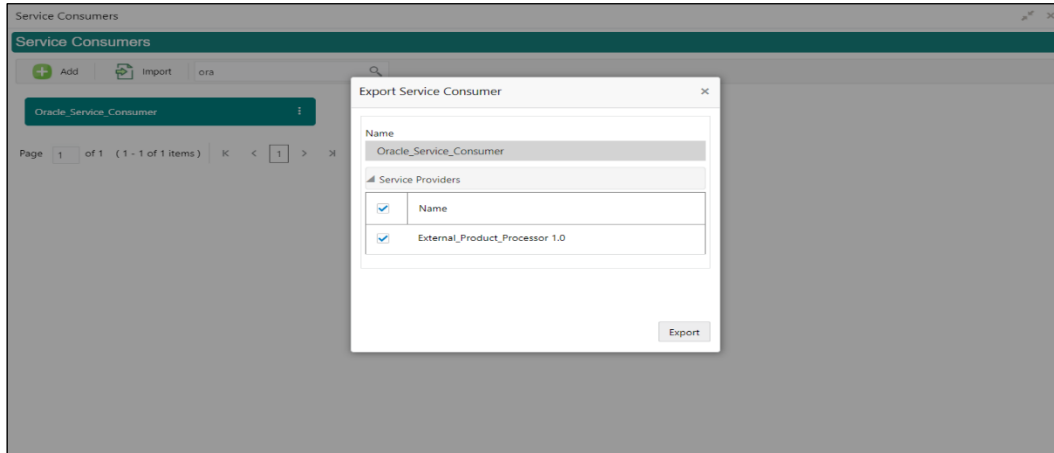 Service Consumers
Service Consumers
Add Import ora
Oracle_Service_Consumer
Page 1 of 1 ( 1 - 1 of 1 items ) K < 1 > >|
Export Service Consumer
Name
Oracle_Service_Consumer
Service Providers
Name
External_Product_Processor 1.0
Export